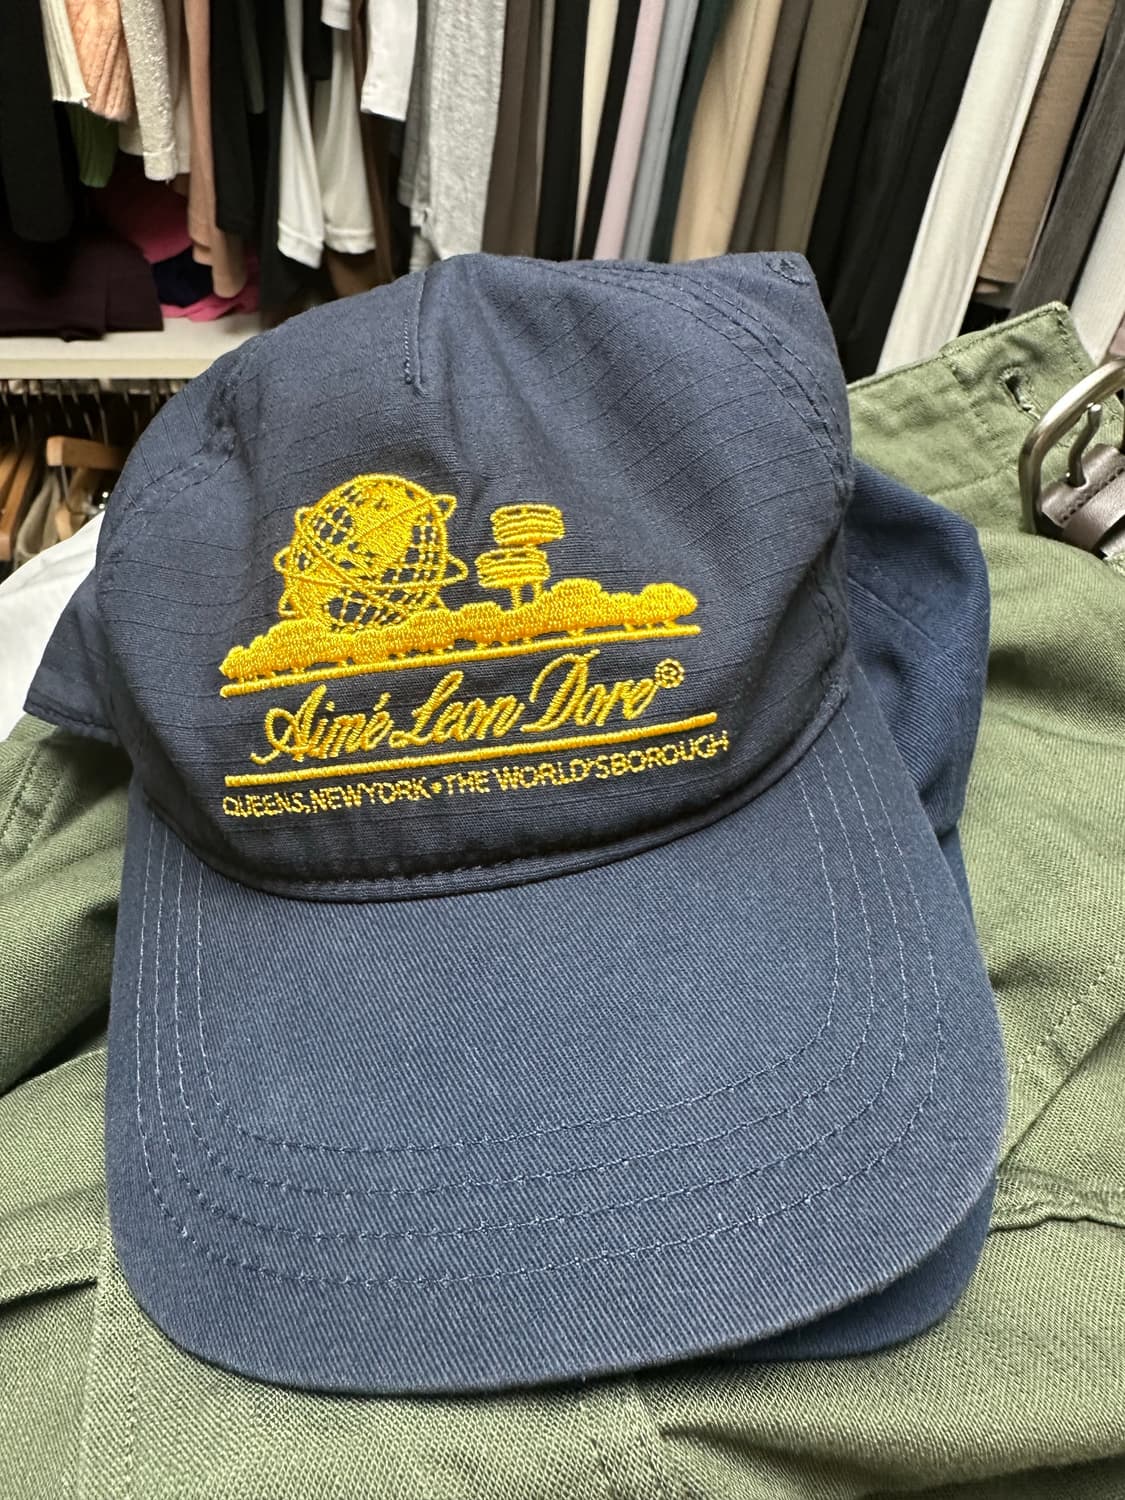 Aimé Leon Dore®
QUEENS, NEW YORK • THE WORLD'S BOROUGH